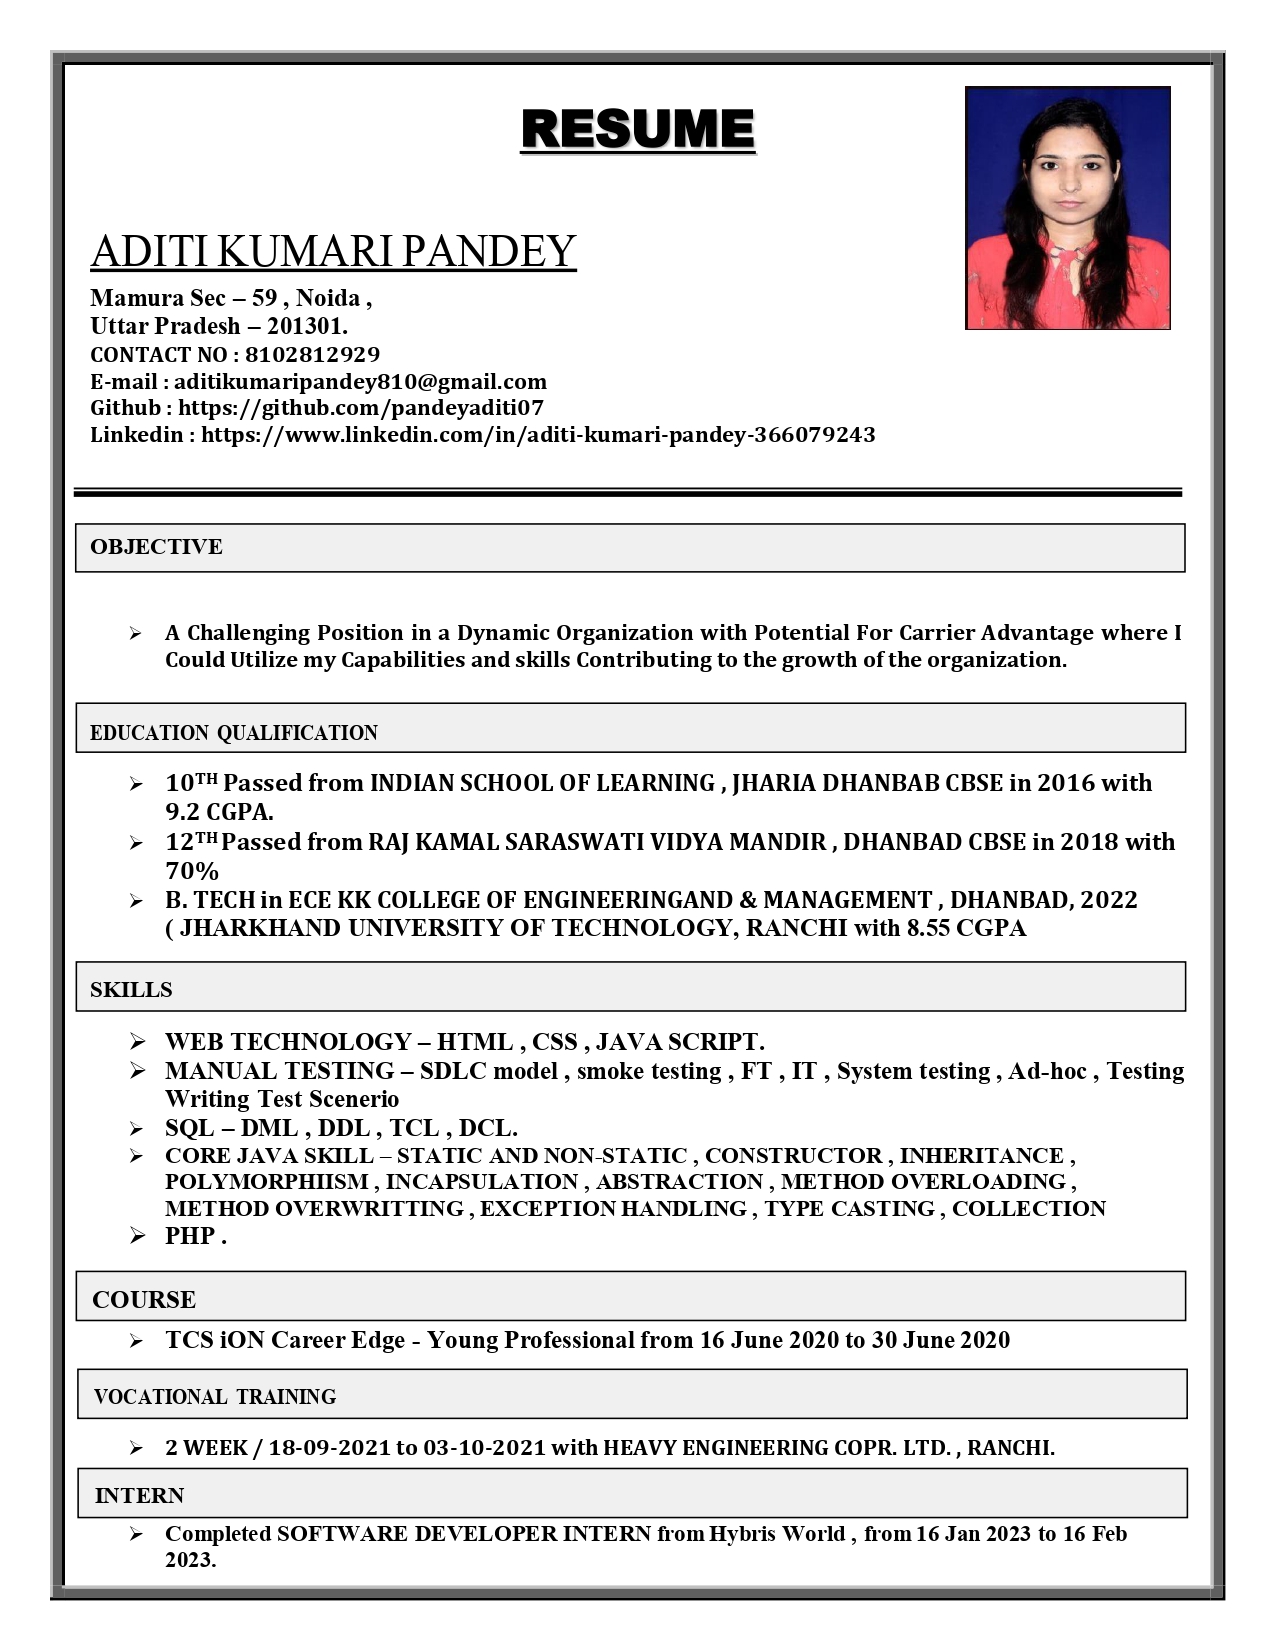 RESUME
ADITI KUMARI PANDEY
Mamura Sec – 59 , Noida ,
Uttar Pradesh – 201301.
CONTACT NO : 8102812929
E-mail : aditikumaripandey810@gmail.com
Github : https://github.com/pandeyaditi07
Linkedin : https://www.linkedin.com/in/aditi-kumari-pandey-366079243
OBJECTIVE
➢ A Challenging Position in a Dynamic Organization with Potential For Carrier Advantage where I
Could Utilize my Capabilities and skills Contributing to the growth of the organization.
EDUCATION QUALIFICATION
➢ 10TH Passed from INDIAN SCHOOL OF LEARNING , JHARIA DHANBAB CBSE in 2016 with
9.2 CGPA.
➢ 12TH Passed from RAJ KAMAL SARASWATI VIDYA MANDIR , DHANBAD CBSE in 2018 with
70%
➢ B. TECH in ECE KK COLLEGE OF ENGINEERINGAND & MANAGEMENT , DHANBAD, 2022
( JHARKHAND UNIVERSITY OF TECHNOLOGY, RANCHI with 8.55 CGPA
SKILLS
➢ WEB TECHNOLOGY – HTML , CSS , JAVA SCRIPT.
➢ MANUAL TESTING – SDLC model , smoke testing , FT , IT , System testing , Ad-hoc , Testing
Writing Test Scenerio
➢ SQL – DML , DDL , TCL , DCL.
➢ CORE JAVA SKILL – STATIC AND NON-STATIC , CONSTRUCTOR , INHERITANCE ,
POLYMORPHIISM , INCAPSULATION , ABSTRACTION , METHOD OVERLOADING ,
METHOD OVERWRITTING , EXCEPTION HANDLING , TYPE CASTING , COLLECTION
➢ PHP .
COURSE
➢ TCS iON Career Edge - Young Professional from 16 June 2020 to 30 June 2020
VOCATIONAL TRAINING
➢ 2 WEEK / 18-09-2021 to 03-10-2021 with HEAVY ENGINEERING COPR. LTD. , RANCHI.
INTERN
➢ Completed SOFTWARE DEVELOPER INTERN from Hybris World , from 16 Jan 2023 to 16 Feb
2023.